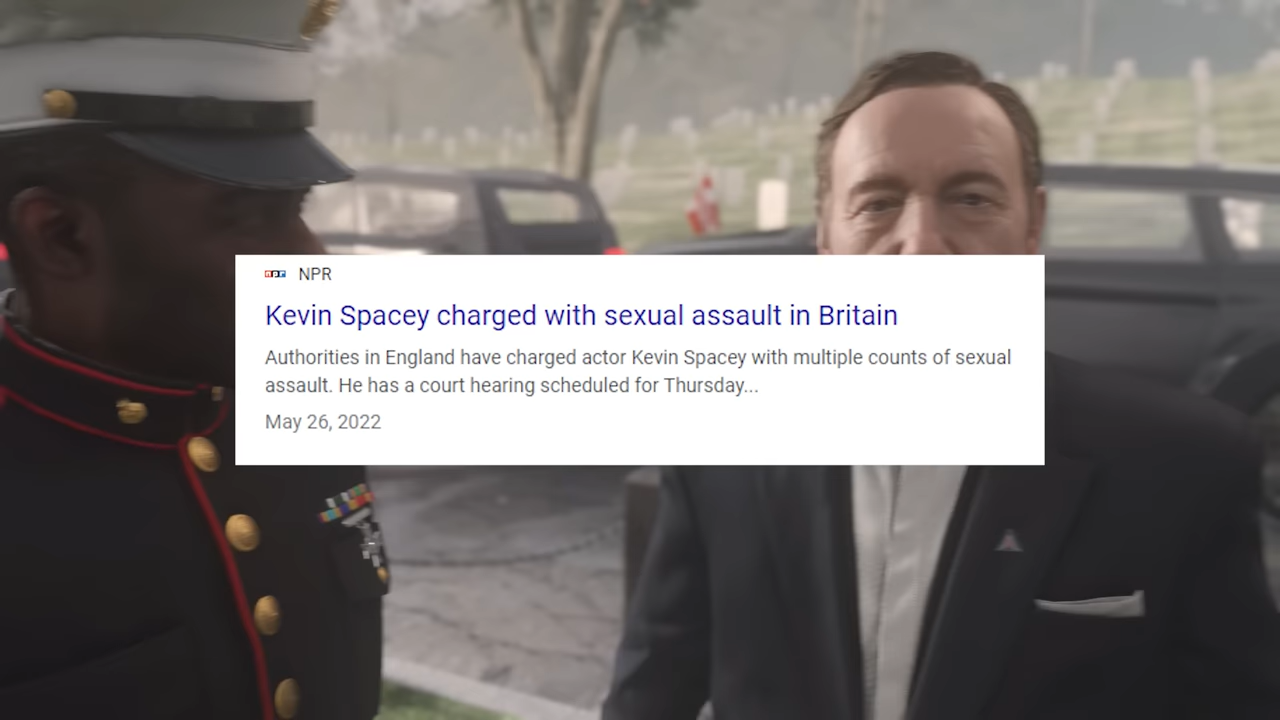 npr NPR
Kevin Spacey charged with sexual assault in Britain
Authorities in England have charged actor Kevin Spacey with multiple counts of sexual
assault. He has a court hearing scheduled for Thursday...
May 26, 2022